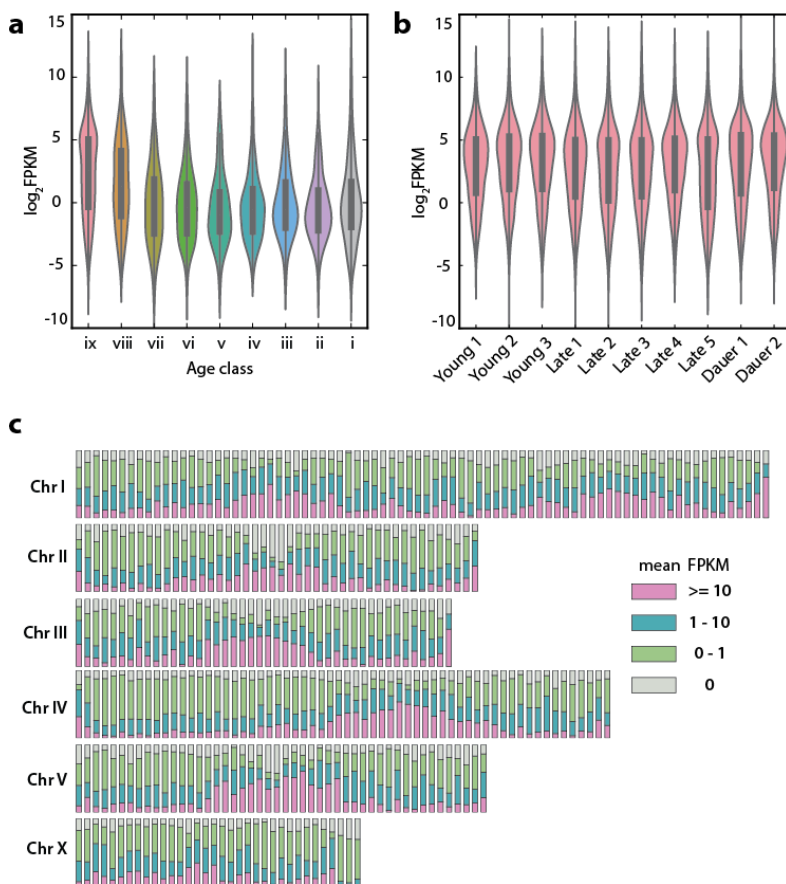 a
15
10
5
0
-5
-10
log2FPKM
ix viii vii vi v iv iii ii i
Age class
b
15
10
5
0
-5
-10
log2FPKM
Young 1 Young 2 Young 3 Late 1 Late 2 Late 3 Late 4 Late 5 Dauer 1 Dauer 2
c
Chr I
Chr II
Chr III
Chr IV
Chr V
Chr X
mean FPKM
>= 10
1 - 10
0 - 1
0